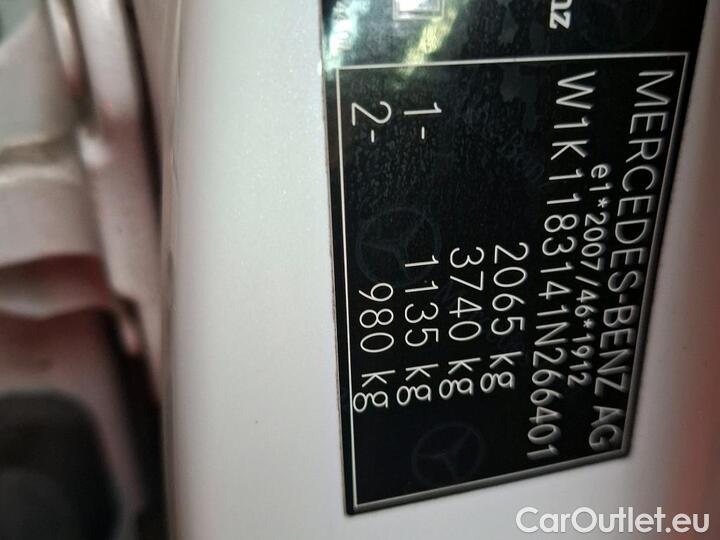 nz
MERCEDES-BENZ AG
e1*2007/46*1912
W1K1183141N266401
2065 kg
3740 kg
1- 1135 kg
2- 980 kg
CarOutlet.eu